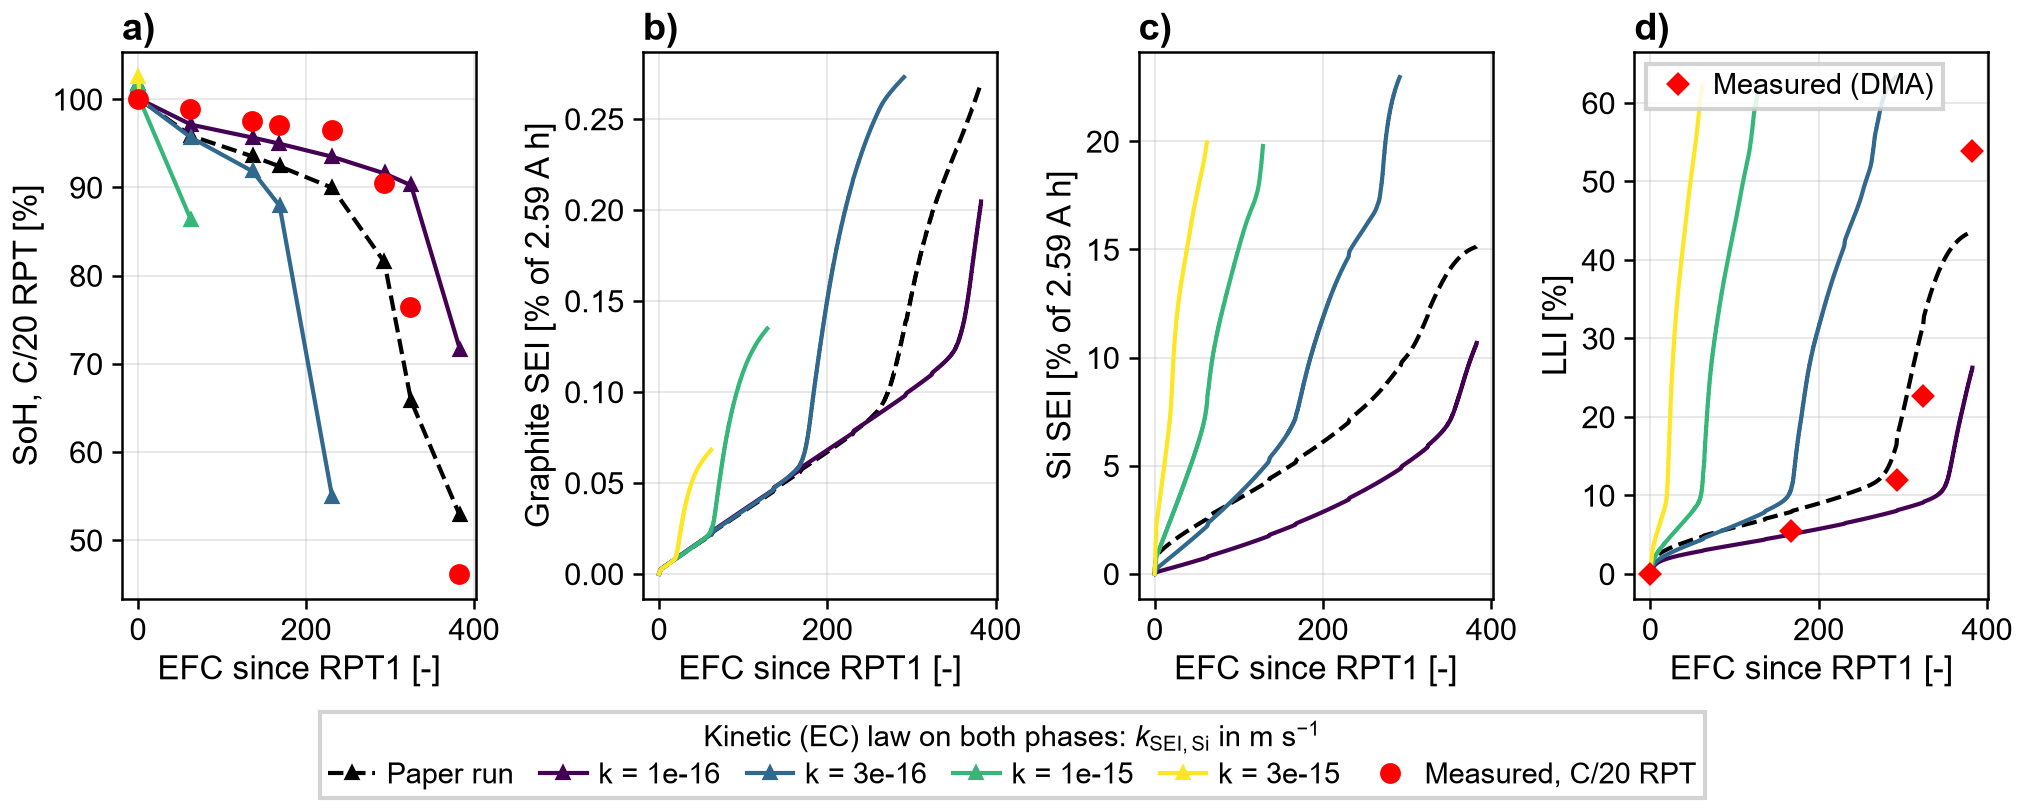 a)
b)
c)
d)
SoH, C/20 RPT [%]
100
90
80
70
60
50
0
200
400
EFC since RPT1 [-]
Graphite SEI [% of 2.59 A h]
0.25
0.20
0.15
0.10
0.05
0.00
0
200
400
EFC since RPT1 [-]
Si SEI [% of 2.59 A h]
20
15
10
5
0
0
200
400
EFC since RPT1 [-]
LLI [%]
60
50
40
30
20
10
0
0
200
400
EFC since RPT1 [-]
Measured (DMA)
Kinetic (EC) law on both phases: k_SEI, Si in m s⁻¹
Paper run
k = 1e-16
k = 3e-16
k = 1e-15
k = 3e-15
Measured, C/20 RPT